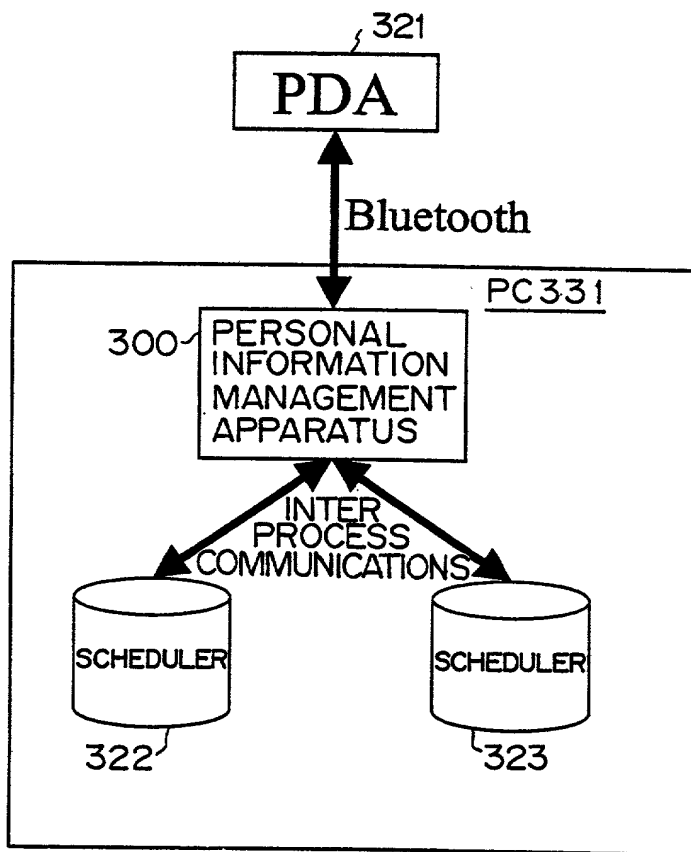 321
PDA
Bluetooth
PC331
300
PERSONAL
INFORMATION
MANAGEMENT
APPARATUS
INTER
PROCESS
COMMUNICATIONS
SCHEDULER
SCHEDULER
322
323